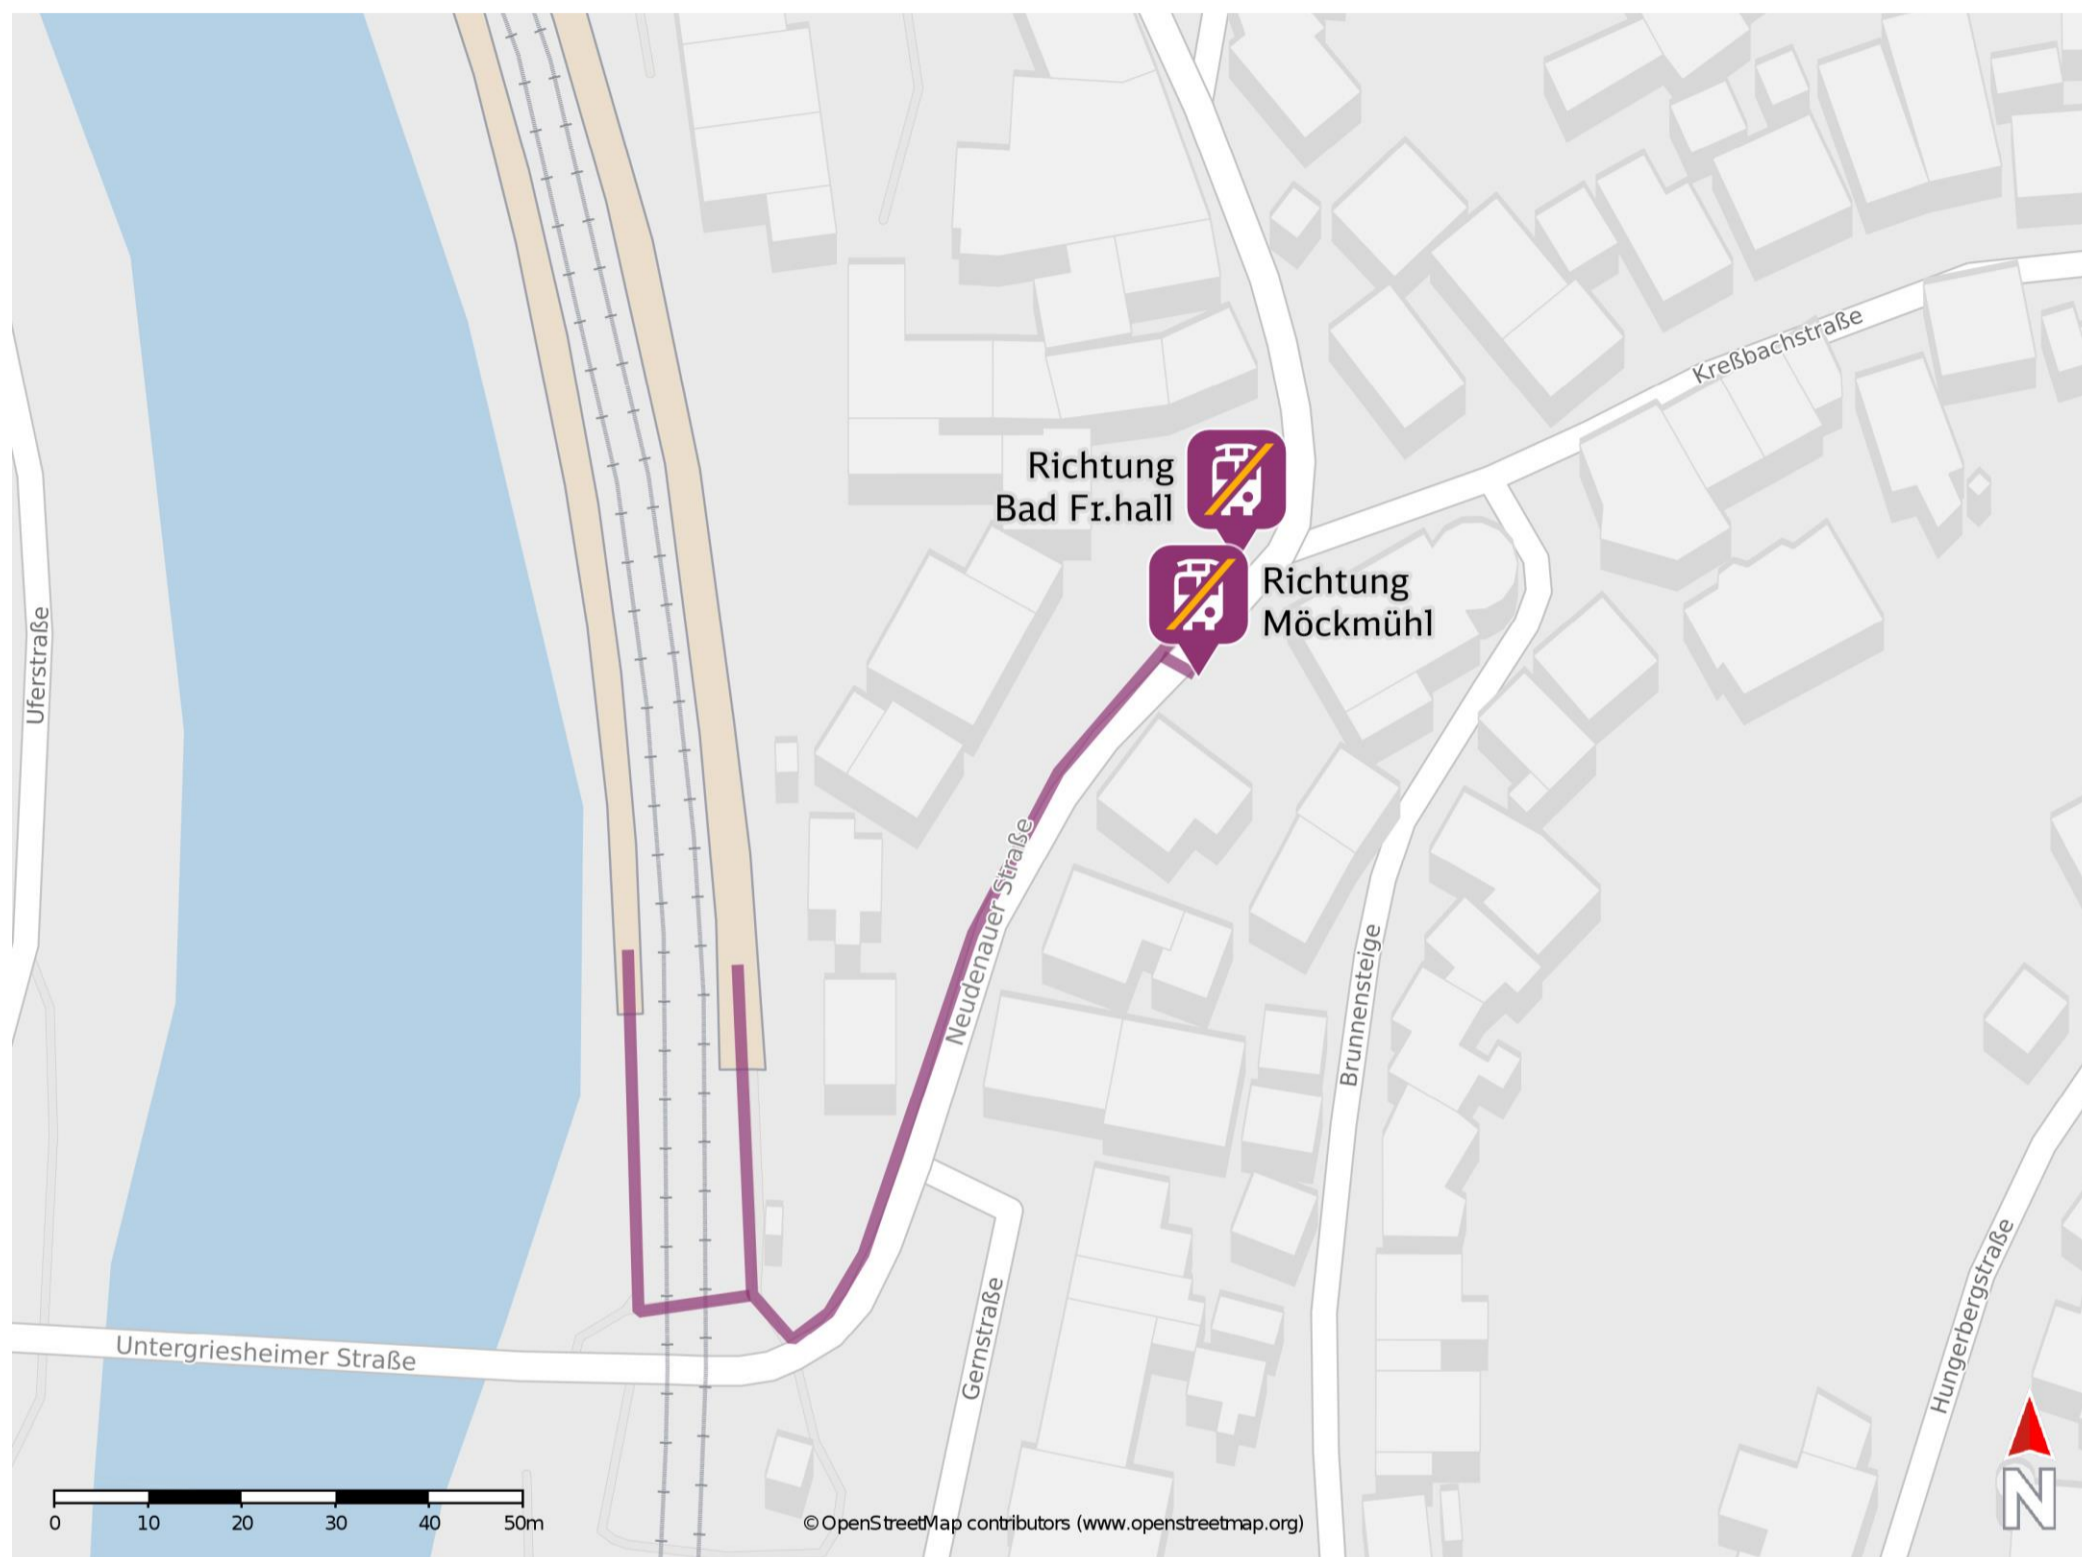 Kreßbachstraße
Richtung
Bad Fr.hall
Richtung
Möckmühl
Uferstraße
Neudenauer Straße
Brunnensteige
Untergriesheimer Straße
Gernstraße
Hungerbergstraße
N
0 10 20 30 40 50m
© OpenStreetMap contributors (www.openstreetmap.org)